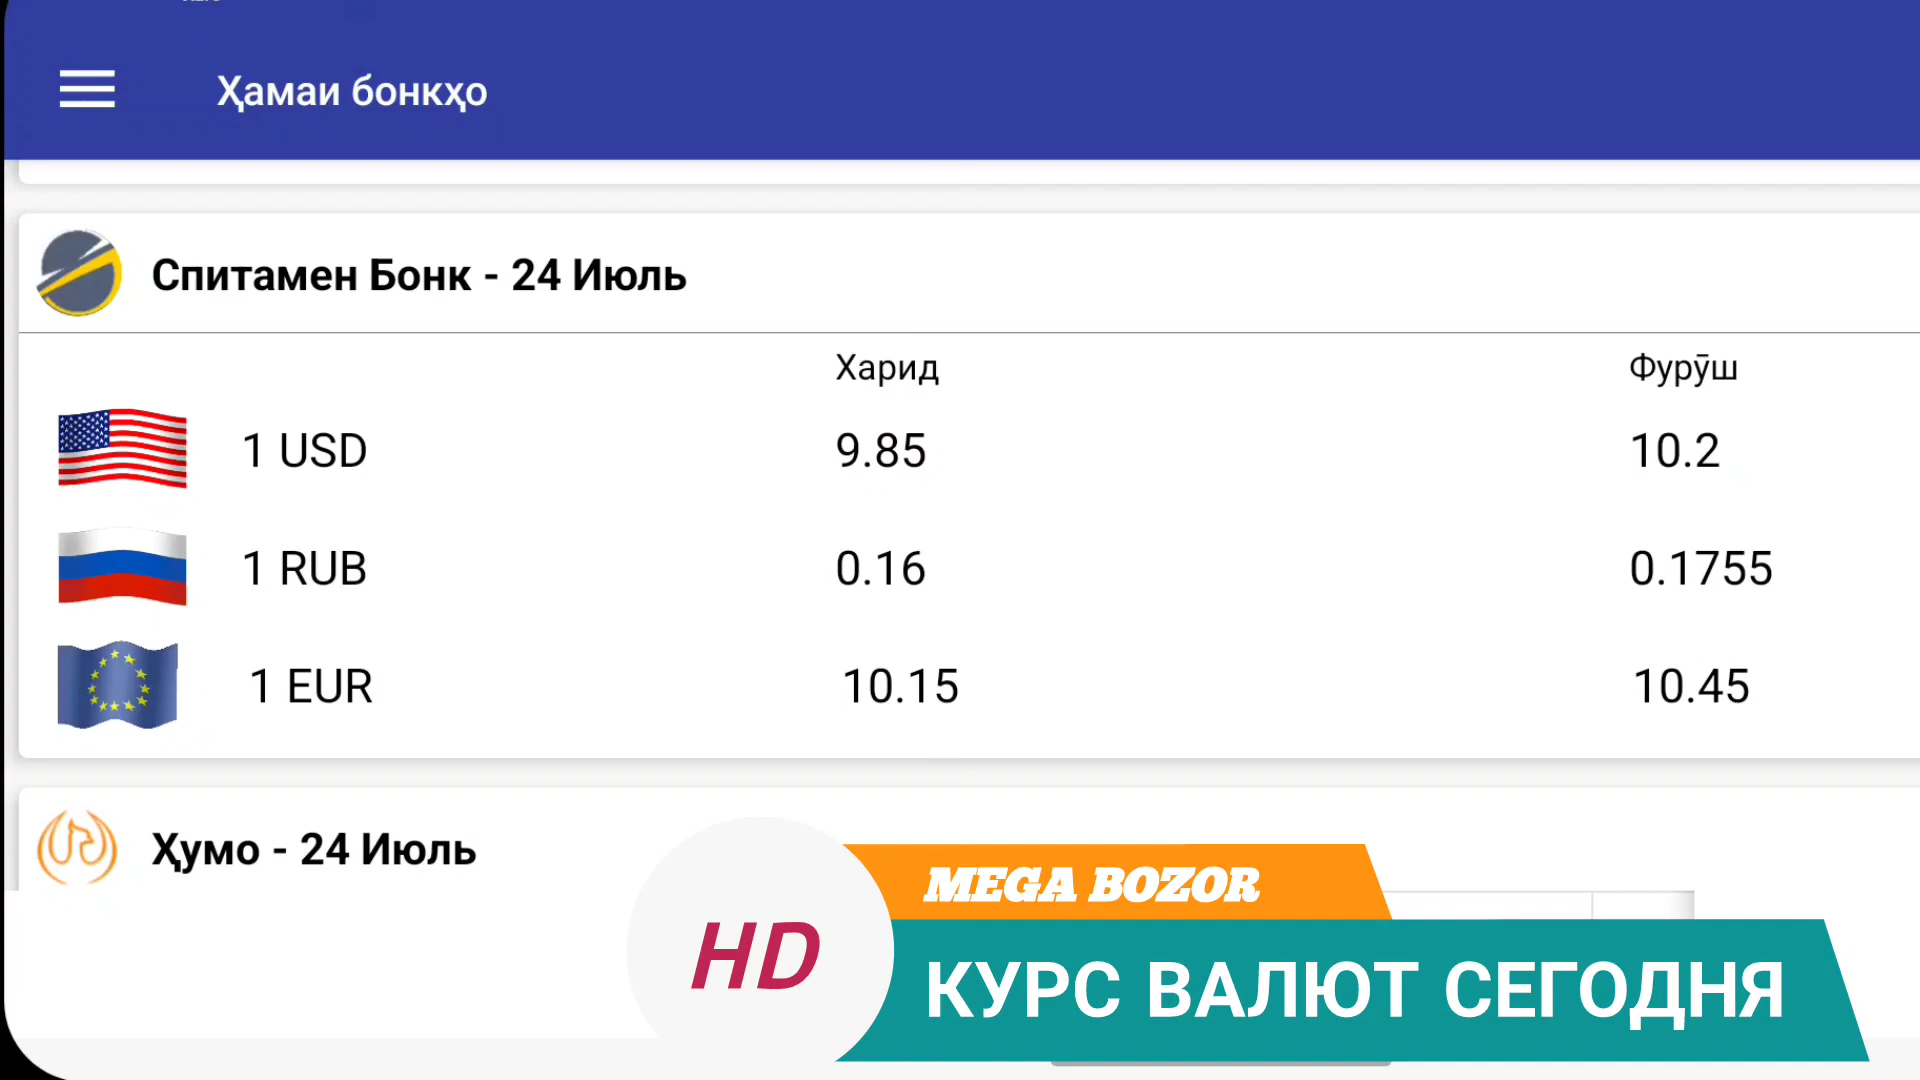 Ҳамаи бонкҳо
Спитамен Бонк - 24 Июль
Харид Фурӯш
1 USD 9.85 10.2
1 RUB 0.16 0.1755
1 EUR 10.15 10.45
Ҳумо - 24 Июль
MEGA BOZOR
HD
КУРС ВАЛЮТ СЕГОДНЯ